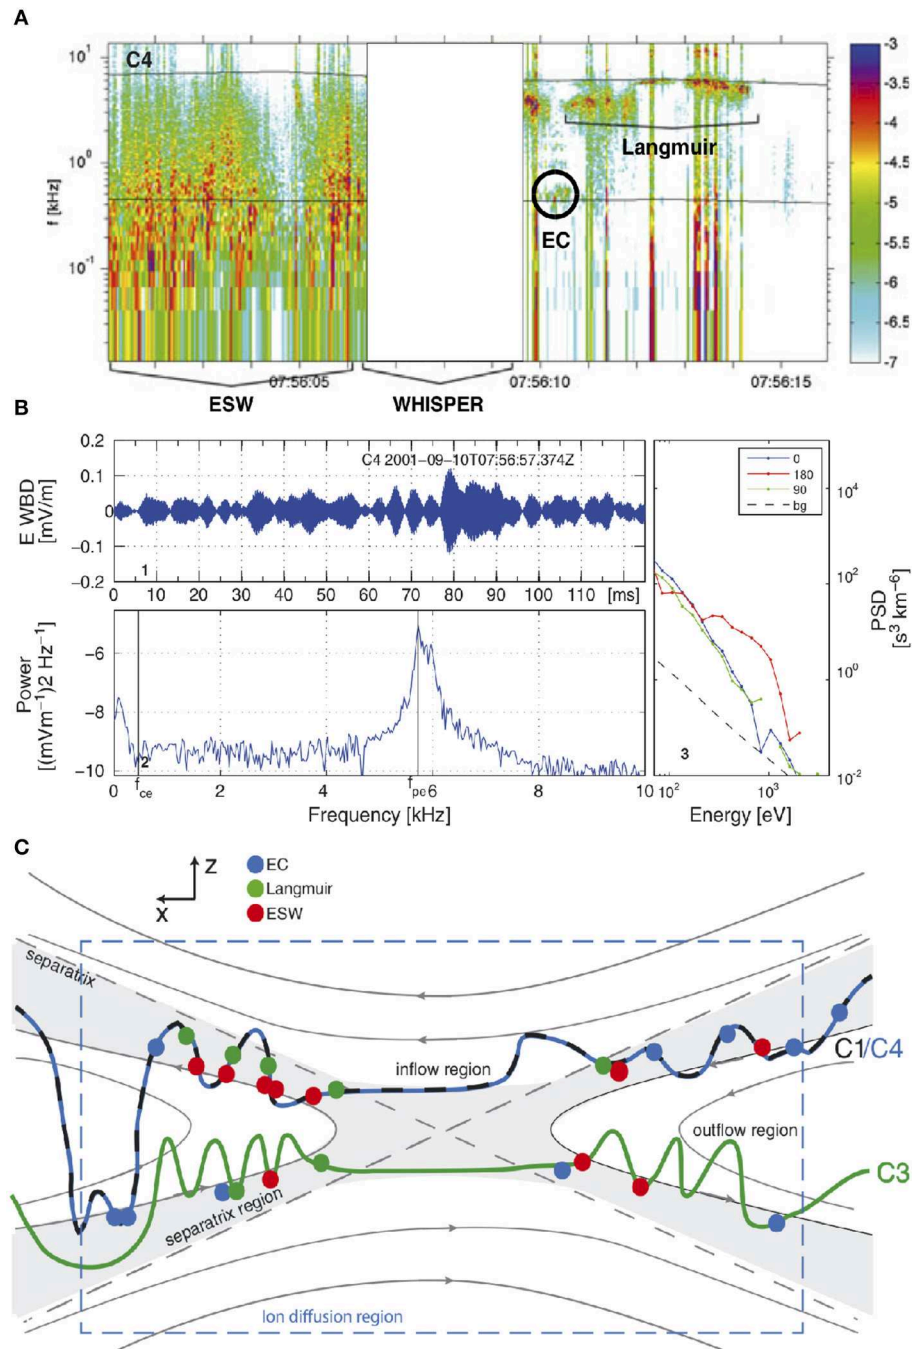 A
C4
10¹
10⁰
10⁻¹
f [kHz]
Langmuir
EC
-3
-3.5
-4
-4.5
-5
-5.5
-6
-6.5
-7
07:56:05
07:56:10
07:56:15
ESW
WHISPER
B
0.2
0.1
0
−0.1
−0.2
E WBD
[mV/m]
C4 2001−09−10T07:56:57.374Z
1
0 10 20 30 40 50 60 70 80 90 100 110 [ms]
−6
−8
−10
Power
[(mVm⁻¹)2 Hz⁻¹]
2
0 f_ce 2 4 f_pe 6 8 10
Frequency [kHz]
0
180
90
bg
10⁴
10²
10⁰
10⁻²
PSD
[s³ km⁻⁶]
3
10² 10³
Energy [eV]
C
Z
X
EC
Langmuir
ESW
separatrix
inflow region
C1/C4
outflow region
C3
separatrix region
Ion diffusion region